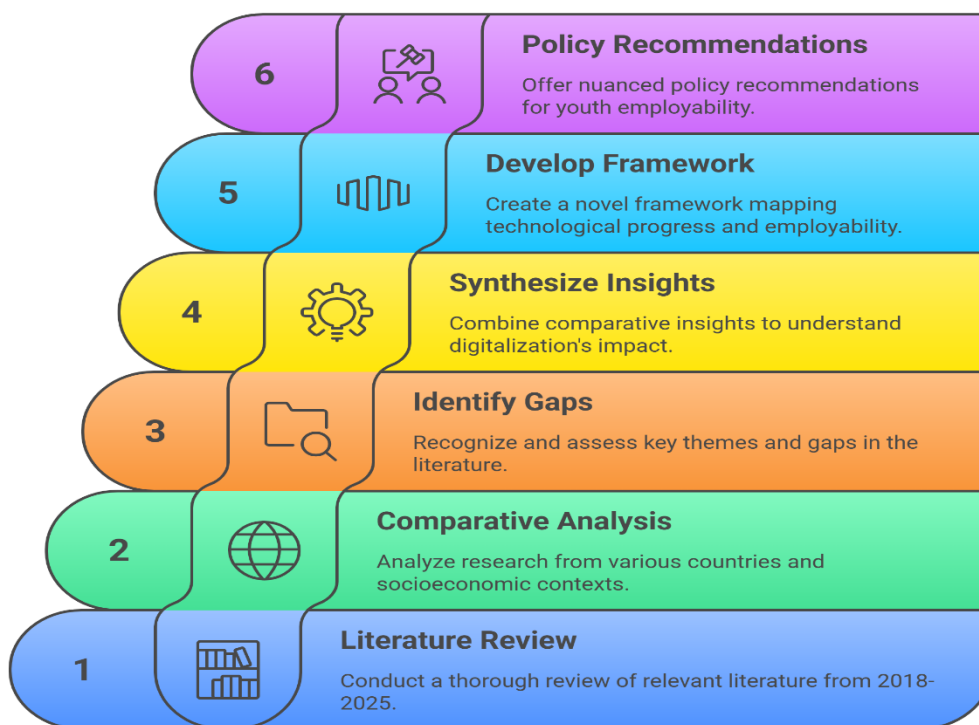 6
Policy Recommendations
Offer nuanced policy recommendations
for youth employability.
5
Develop Framework
Create a novel framework mapping
technological progress and employability.
4
Synthesize Insights
Combine comparative insights to understand
digitalization's impact.
3
Identify Gaps
Recognize and assess key themes and gaps in the
literature.
2
Comparative Analysis
Analyze research from various countries and
socioeconomic contexts.
1
Literature Review
Conduct a thorough review of relevant literature from 2018-
2025.